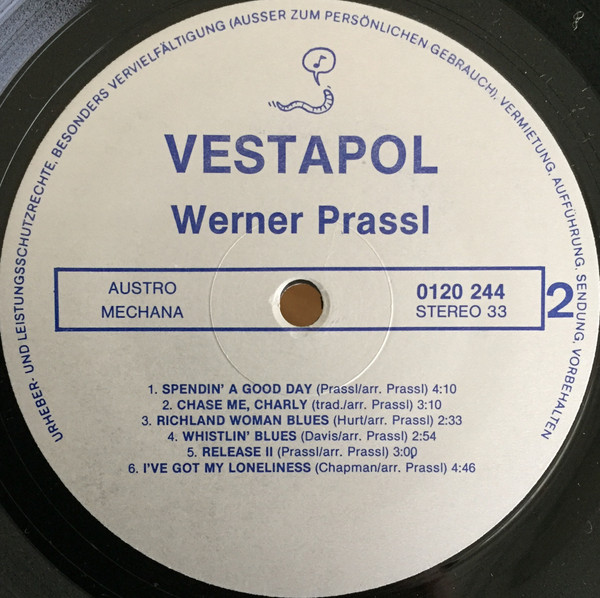 URHEBER- UND LEISTUNGSSCHUTZRECHTE, BESONDERS VERVIELFÄLTIGUNG (AUSSER ZUM PERSÖNLICHEN GEBRAUCH), VERMIETUNG, AUFFÜHRUNG, SENDUNG, VORBEHALTEN
VESTAPOL
Werner Prassl
AUSTRO
MECHANA
0120 244
STEREO 33
2
1. SPENDIN' A GOOD DAY (Prassl/arr. Prassl) 4:10
2. CHASE ME, CHARLY (trad./arr. Prassl) 3:10
3. RICHLAND WOMAN BLUES (Hurt/arr. Prassl) 2:33
4. WHISTLIN' BLUES (Davis/arr. Prassl) 2:54
5. RELEASE II (Prassl/arr. Prassl) 3:00
6. I'VE GOT MY LONELINESS (Chapman/arr. Prassl) 4:46